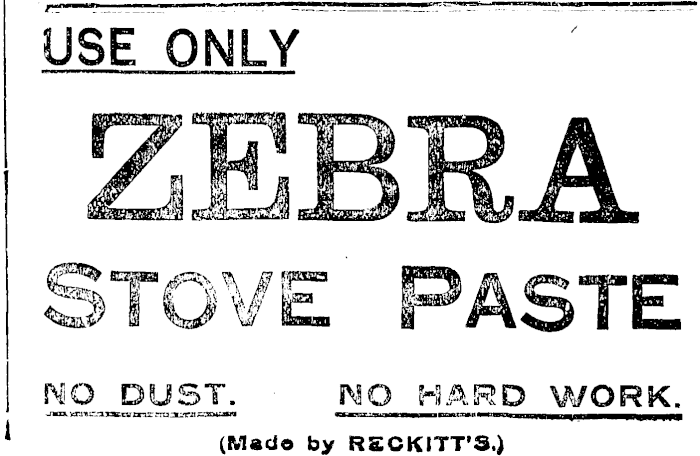 USE ONLY
ZEBRA
STOVE PASTE
NO DUST. NO HARD WORK.
(Made by RECKITT'S.)